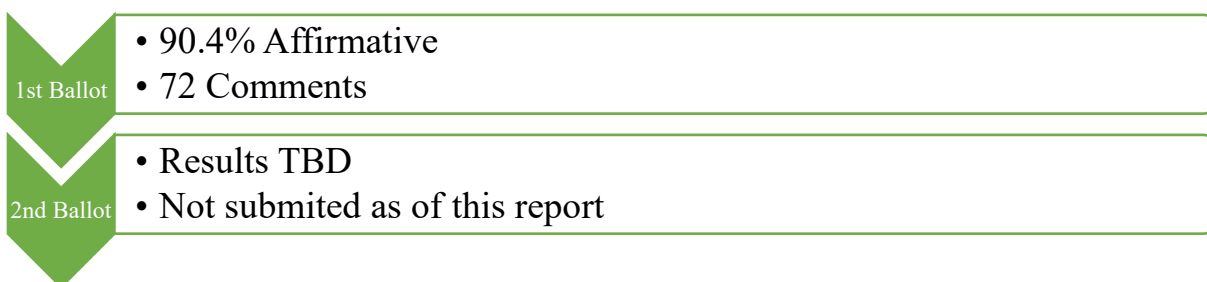 1st Ballot
• 90.4% Affirmative
• 72 Comments
2nd Ballot
• Results TBD
• Not submited as of this report